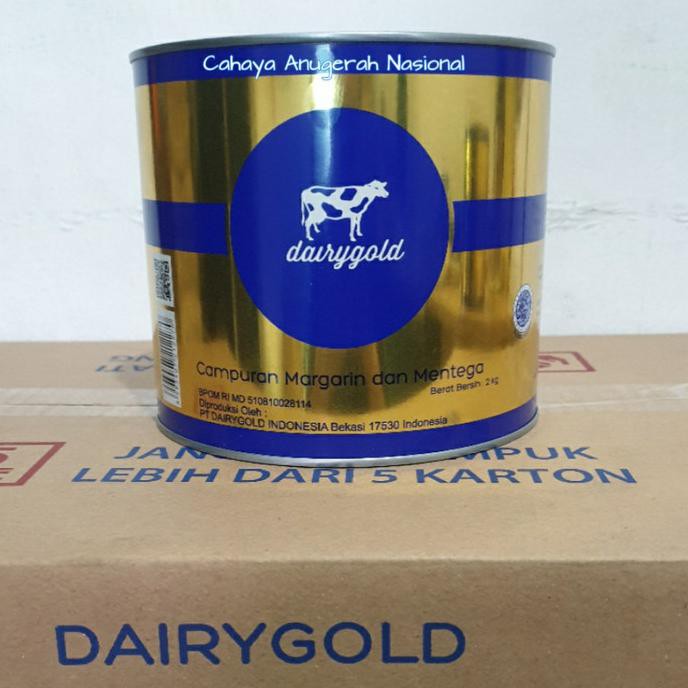 Cahaya Anugerah Nasional
dairygold
Campuran Margarin dan Mentega
Berat Bersih : 2 kg
BPOM RI MD 510810028114
Diproduksi Oleh :
PT DAIRYGOLD INDONESIA Bekasi 17530 Indonesia
LEBIH DARI 5 KARTON
DAIRYGOLD